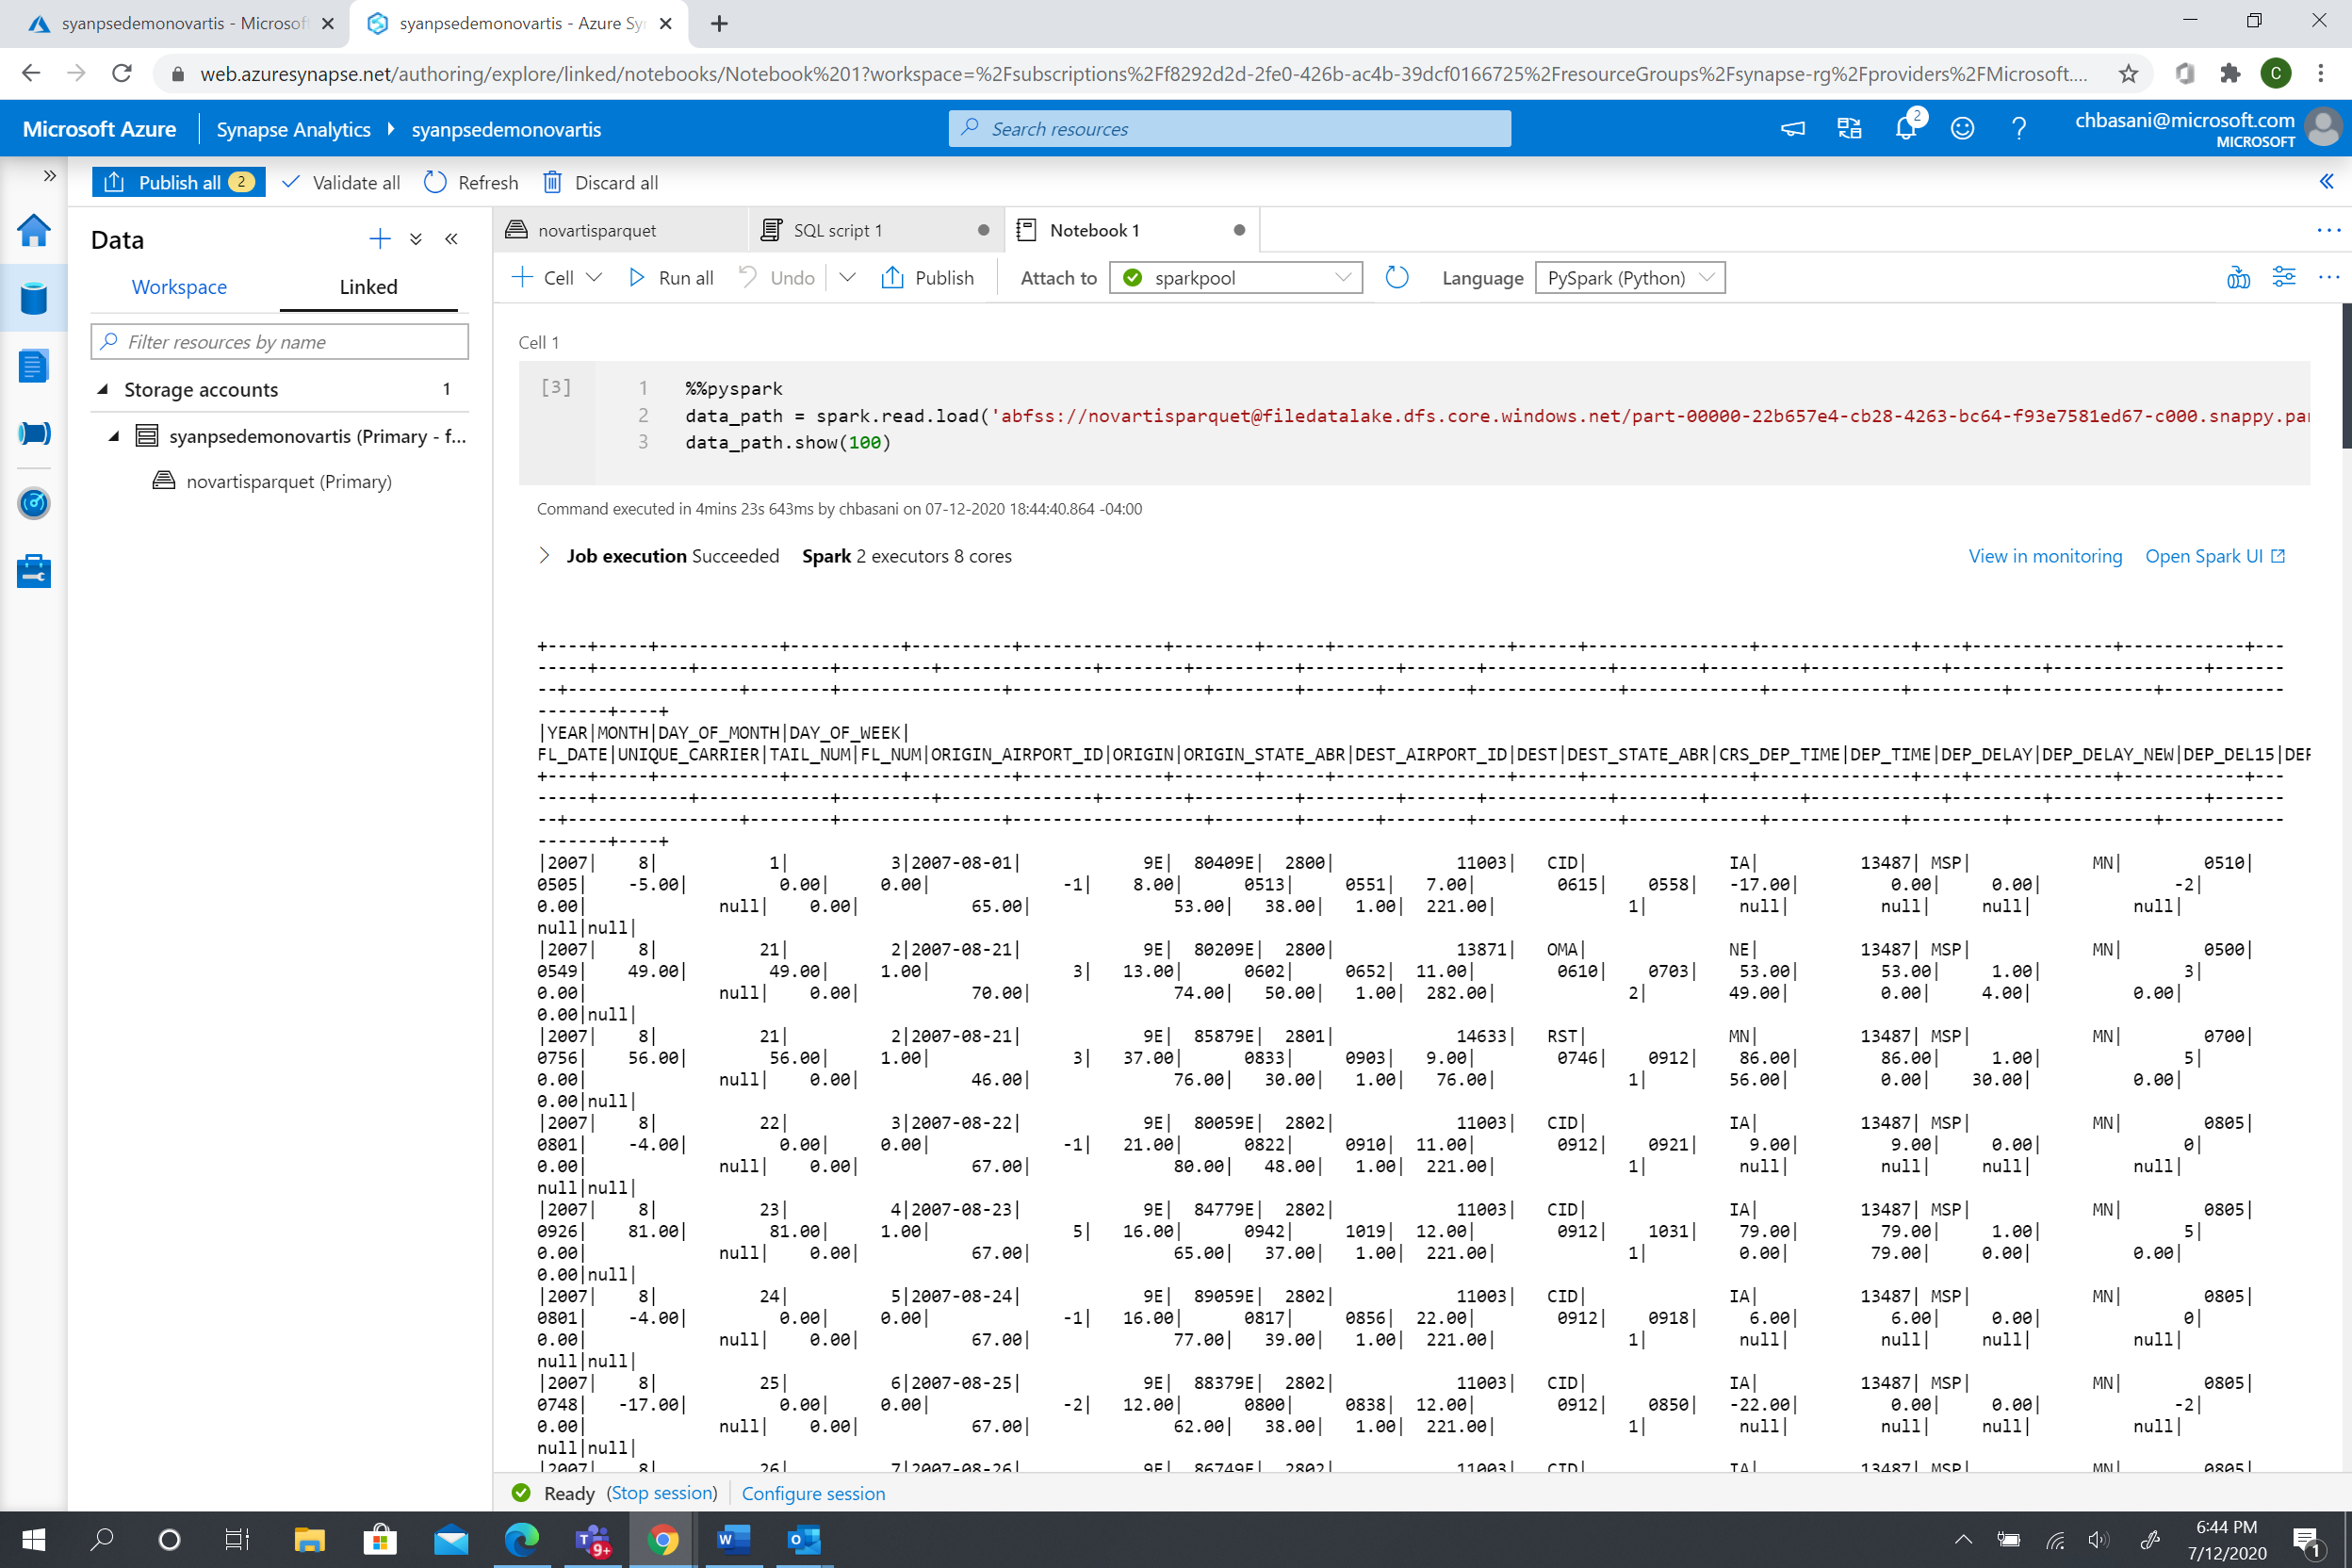 syanpsedemonovartis - Microsof
syanpsedemonovartis - Azure Sy
web.azuresynapse.net/authoring/explore/linked/notebooks/Notebook%201?workspace=%2Fsubscriptions%2Ff8292d2d-2fe0-426b-ac4b-39dcf0166725%2FresourceGroups%2Fsynapse-rg%2Fproviders%2FMicrosoft....
C
Microsoft Azure
Synapse Analytics
syanpsedemonovartis
Search resources
2
chbasani@microsoft.com
MICROSOFT
Publish all 2
Validate all
Refresh
Discard all
Data
Workspace
Linked
Filter resources by name
Storage accounts 1
syanpsedemonovartis (Primary - f...
novartisparquet (Primary)
novartisparquet
SQL script 1
Notebook 1
Cell
Run all
Undo
Publish
Attach to sparkpool
Language PySpark (Python)
Cell 1
[3]
1 %%pyspark
2 data_path = spark.read.load('abfss://novartisparquet@filedatalake.dfs.core.windows.net/part-00000-22b657e4-cb28-4263-bc64-f93e7581ed67-c000.snappy.par
3 data_path.show(100)
Command executed in 4mins 23s 643ms by chbasani on 07-12-2020 18:44:40.864 -04:00
Job execution Succeeded Spark 2 executors 8 cores
View in monitoring Open Spark UI
|YEAR|MONTH|DAY_OF_MONTH|DAY_OF_WEEK|
FL_DATE|UNIQUE_CARRIER|TAIL_NUM|FL_NUM|ORIGIN_AIRPORT_ID|ORIGIN|ORIGIN_STATE_ABR|DEST_AIRPORT_ID|DEST|DEST_STATE_ABR|CRS_DEP_TIME|DEP_TIME|DEP_DELAY|DEP_DELAY_NEW|DEP_DEL15|DEP
|2007| 8| 1| 3|2007-08-01| 9E| 80409E| 2800| 11003| CID| IA| 13487| MSP| MN| 0510|
0505| -5.00| 0.00| 0.00| -1| 8.00| 0513| 0551| 7.00| 0615| 0558| -17.00| 0.00| 0.00| -2|
0.00| null| 0.00| 65.00| 53.00| 38.00| 1.00| 221.00| 1| null| null| null| null|
null|null|
|2007| 8| 21| 2|2007-08-21| 9E| 80209E| 2800| 13871| OMA| NE| 13487| MSP| MN| 0500|
0549| 49.00| 49.00| 1.00| 3| 13.00| 0602| 0652| 11.00| 0610| 0703| 53.00| 53.00| 1.00| 3|
0.00| null| 0.00| 70.00| 74.00| 50.00| 1.00| 282.00| 2| 49.00| 0.00| 4.00| 0.00|
0.00|null|
|2007| 8| 21| 2|2007-08-21| 9E| 85879E| 2801| 14633| RST| MN| 13487| MSP| MN| 0700|
0756| 56.00| 56.00| 1.00| 3| 37.00| 0833| 0903| 9.00| 0746| 0912| 86.00| 86.00| 1.00| 5|
0.00| null| 0.00| 46.00| 76.00| 30.00| 1.00| 76.00| 1| 56.00| 0.00| 30.00| 0.00|
0.00|null|
|2007| 8| 22| 3|2007-08-22| 9E| 80059E| 2802| 11003| CID| IA| 13487| MSP| MN| 0805|
0801| -4.00| 0.00| 0.00| -1| 21.00| 0822| 0910| 11.00| 0912| 0921| 9.00| 9.00| 0.00| 0|
0.00| null| 0.00| 67.00| 80.00| 48.00| 1.00| 221.00| 1| null| null| null| null|
null|null|
|2007| 8| 23| 4|2007-08-23| 9E| 84779E| 2802| 11003| CID| IA| 13487| MSP| MN| 0805|
0926| 81.00| 81.00| 1.00| 5| 16.00| 0942| 1019| 12.00| 0912| 1031| 79.00| 79.00| 1.00| 5|
0.00| null| 0.00| 67.00| 65.00| 37.00| 1.00| 221.00| 1| 0.00| 79.00| 0.00| 0.00|
0.00|null|
|2007| 8| 24| 5|2007-08-24| 9E| 89059E| 2802| 11003| CID| IA| 13487| MSP| MN| 0805|
0801| -4.00| 0.00| 0.00| -1| 16.00| 0817| 0856| 22.00| 0912| 0918| 6.00| 6.00| 0.00| 0|
0.00| null| 0.00| 67.00| 77.00| 39.00| 1.00| 221.00| 1| null| null| null| null|
null|null|
|2007| 8| 25| 6|2007-08-25| 9E| 88379E| 2802| 11003| CID| IA| 13487| MSP| MN| 0805|
0748| -17.00| 0.00| 0.00| -2| 12.00| 0800| 0838| 12.00| 0912| 0850| -22.00| 0.00| 0.00| -2|
0.00| null| 0.00| 67.00| 62.00| 38.00| 1.00| 221.00| 1| null| null| null| null|
null|null|
|2007| 8| 26| 7|2007-08-26| 9E| 86749E| 2802| 11003| CID| IA| 13487| MSP| MN| 0805|
Ready (Stop session) Configure session
9+
6:44 PM
7/12/2020
1